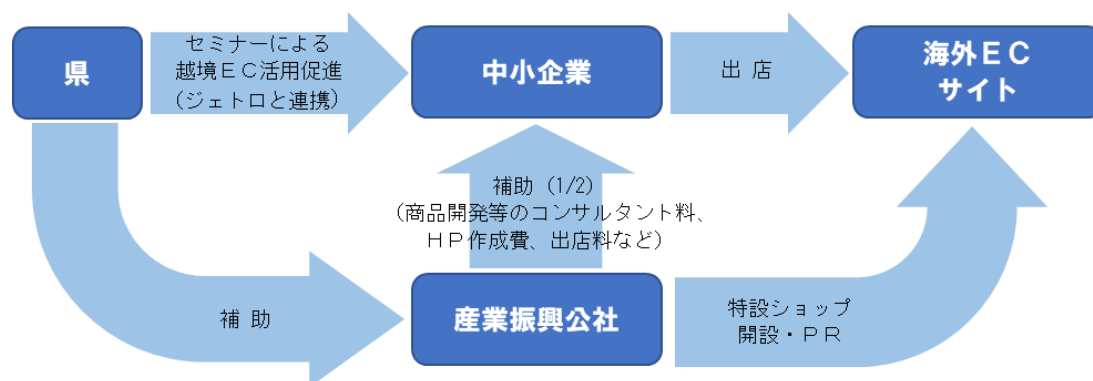 県
セミナーによる
越境ＥＣ活用促進
（ジェトロと連携）
中小企業
出 店
海外ＥＣ
サイト
補助（1/2）
（商品開発等のコンサルタント料、
ＨＰ作成費、出店料など）
補 助
産業振興公社
特設ショップ
開設・ＰＲ